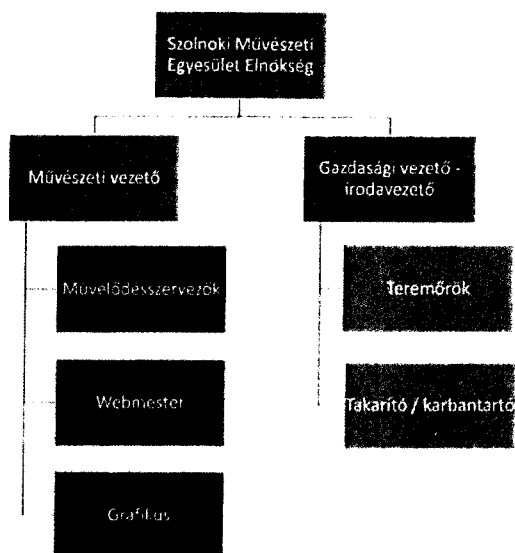 Szolnoki Művészeti
Egyesület Elnökség
Művészeti vezető
Gazdasági vezető -
irodavezető
Művelődésszervezők
Teremőrök
Webmester
Takarító / karbantartó
Grafikus